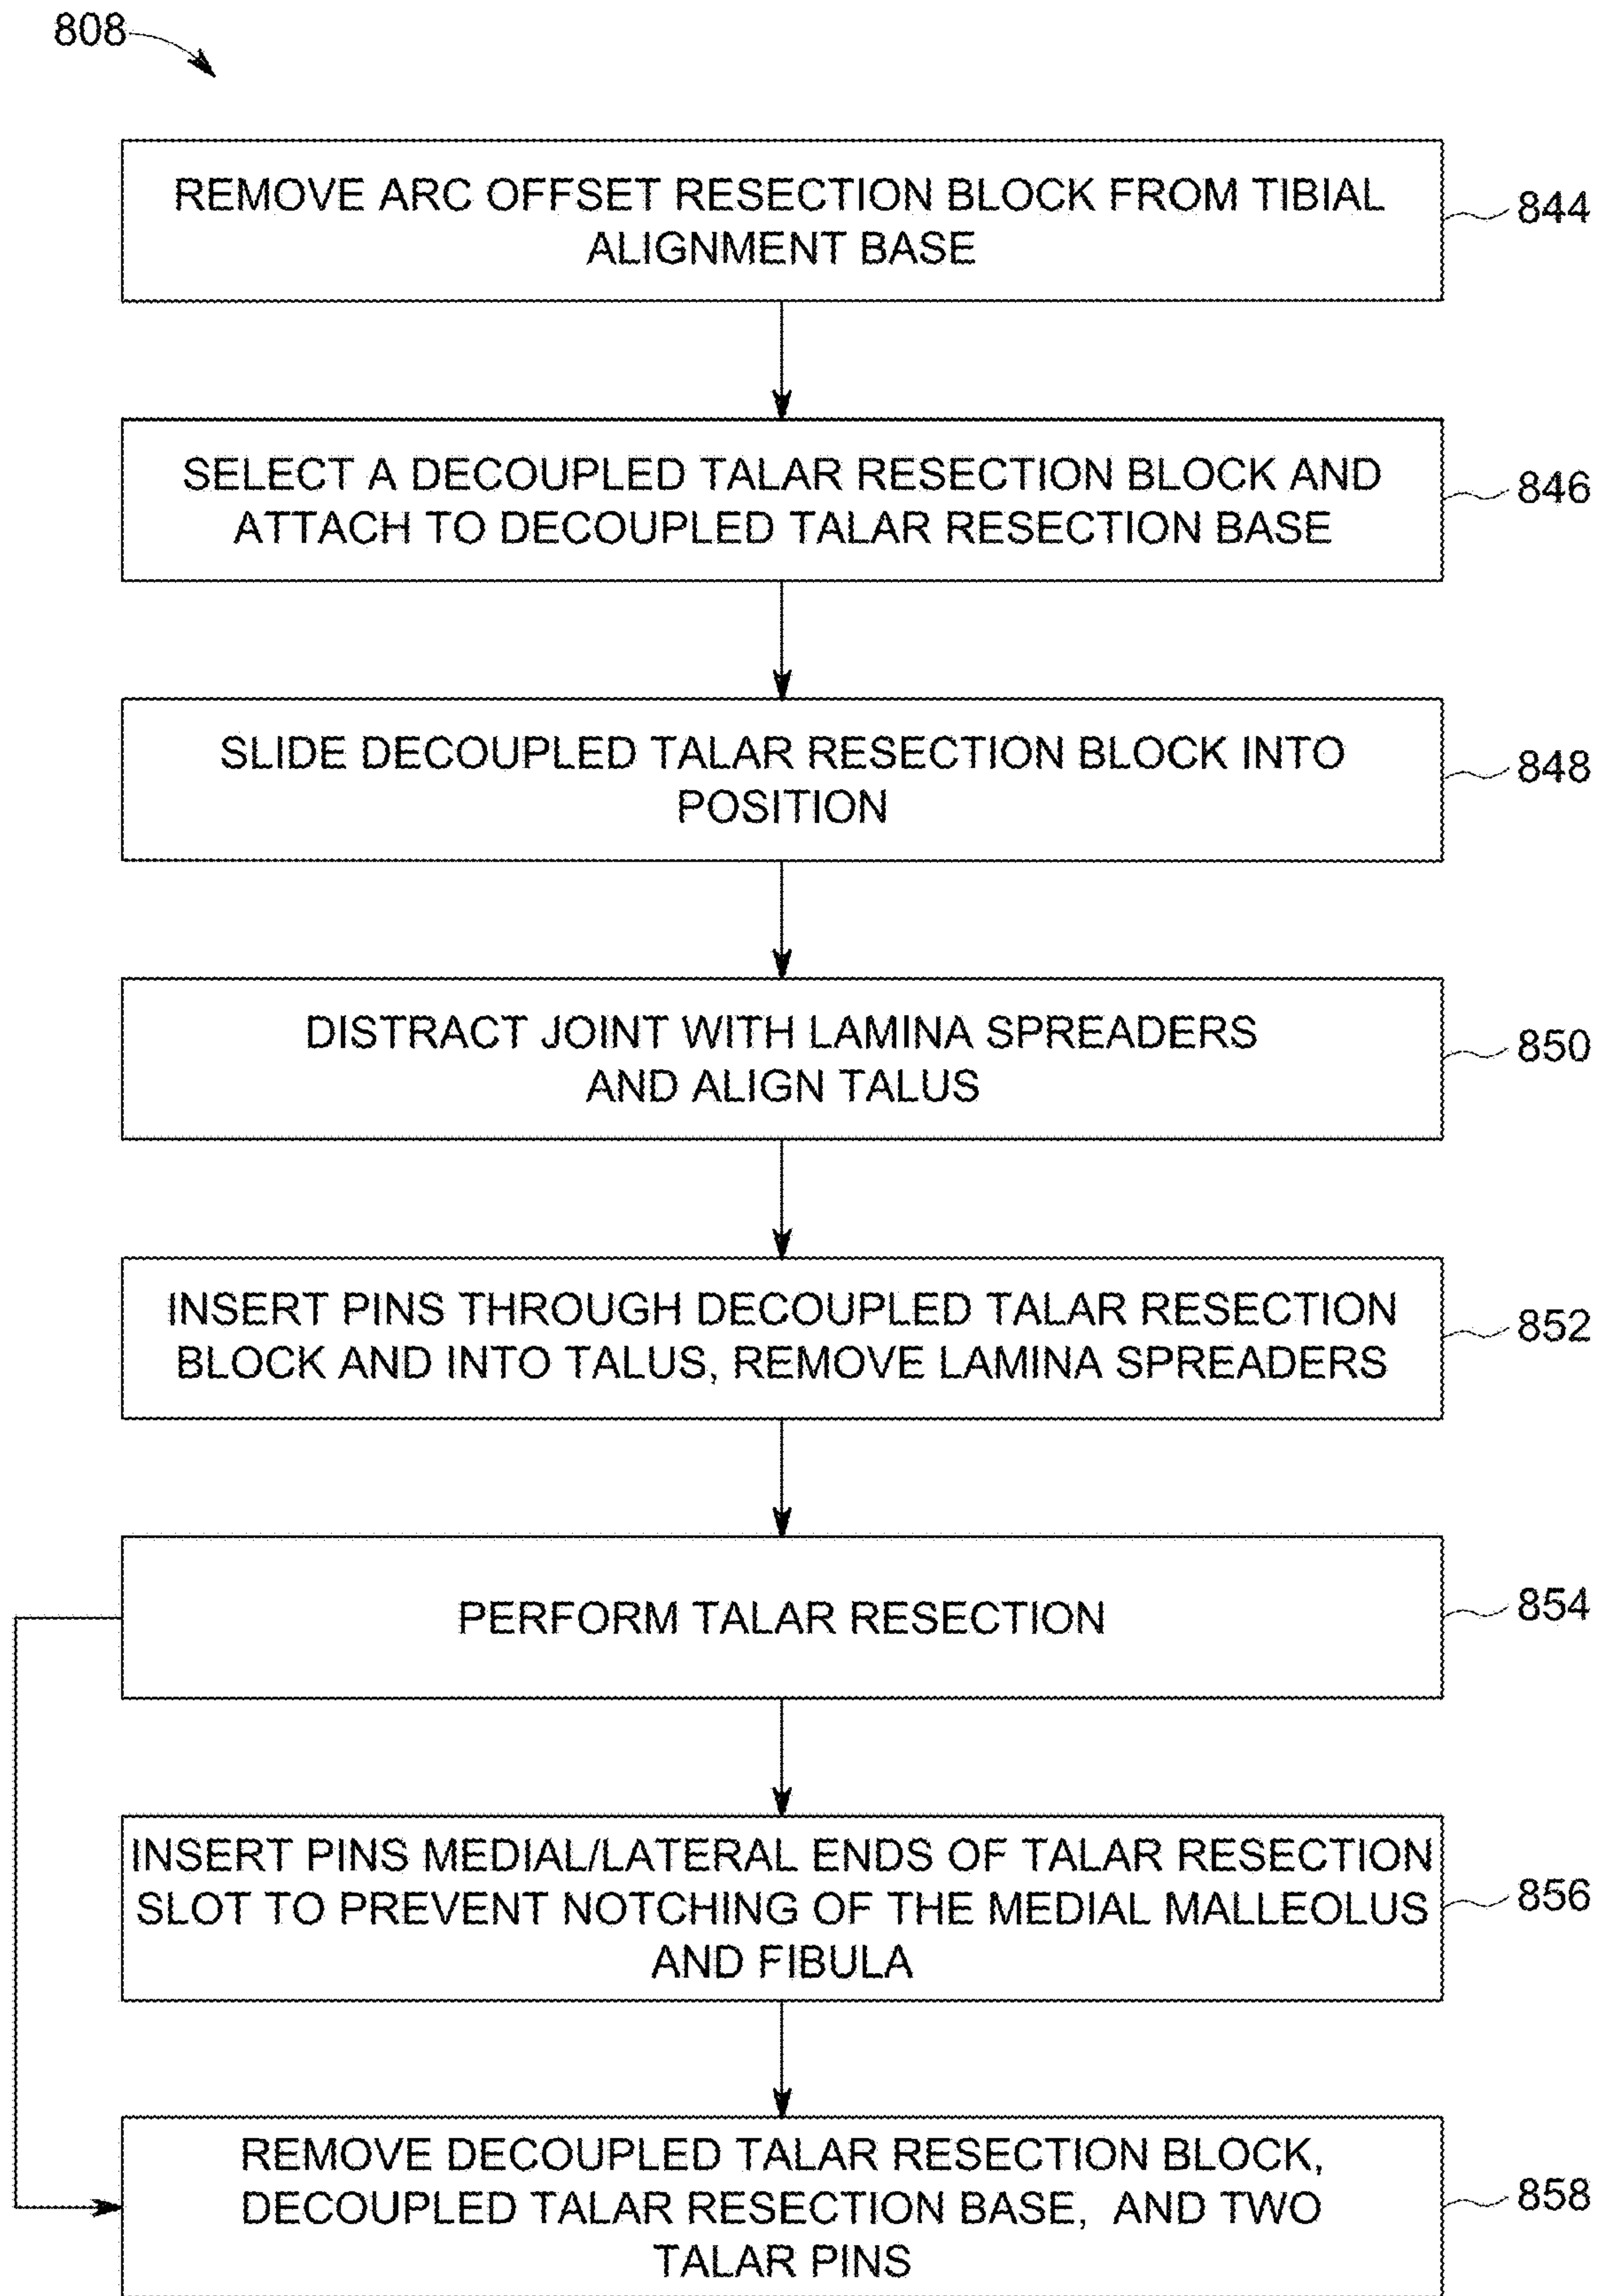 808
REMOVE ARC OFFSET RESECTION BLOCK FROM TIBIAL
ALIGNMENT BASE
844
SELECT A DECOUPLED TALAR RESECTION BLOCK AND
ATTACH TO DECOUPLED TALAR RESECTION BASE
846
SLIDE DECOUPLED TALAR RESECTION BLOCK INTO
POSITION
848
DISTRACT JOINT WITH LAMINA SPREADERS
AND ALIGN TALUS
850
INSERT PINS THROUGH DECOUPLED TALAR RESECTION
BLOCK AND INTO TALUS, REMOVE LAMINA SPREADERS
852
PERFORM TALAR RESECTION
854
INSERT PINS MEDIAL/LATERAL ENDS OF TALAR RESECTION
SLOT TO PREVENT NOTCHING OF THE MEDIAL MALLEOLUS
AND FIBULA
856
REMOVE DECOUPLED TALAR RESECTION BLOCK,
DECOUPLED TALAR RESECTION BASE, AND TWO
TALAR PINS
858